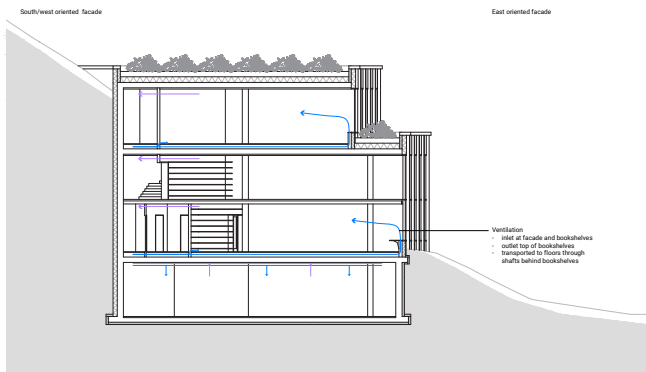 South/west oriented facade
East oriented facade
Ventilation
- inlet at facade and bookshelves
- outlet top of bookshelves
- transported to floors through
shafts behind bookshelves